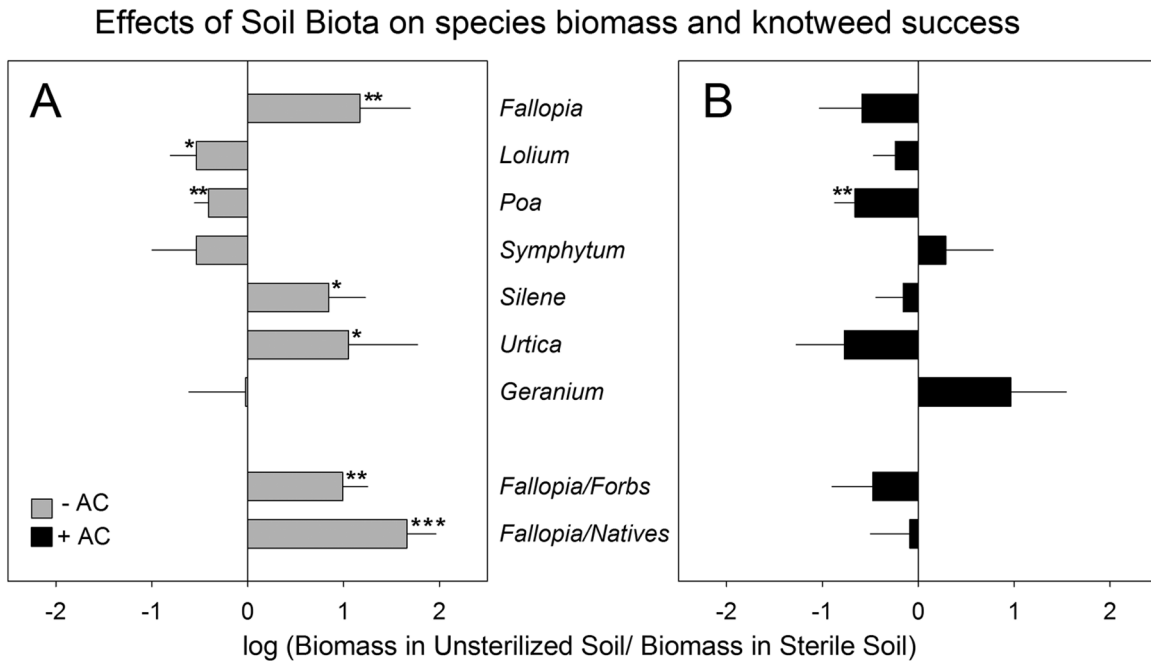 Effects of Soil Biota on species biomass and knotweed success
A
B
** Fallopia
* Lolium
** Poa **
Symphytum
* Silene
* Urtica
Geranium
** Fallopia/Forbs
*** Fallopia/Natives
- AC
+ AC
-2 -1 0 1 2
-2 -1 0 1 2
log (Biomass in Unsterilized Soil/ Biomass in Sterile Soil)